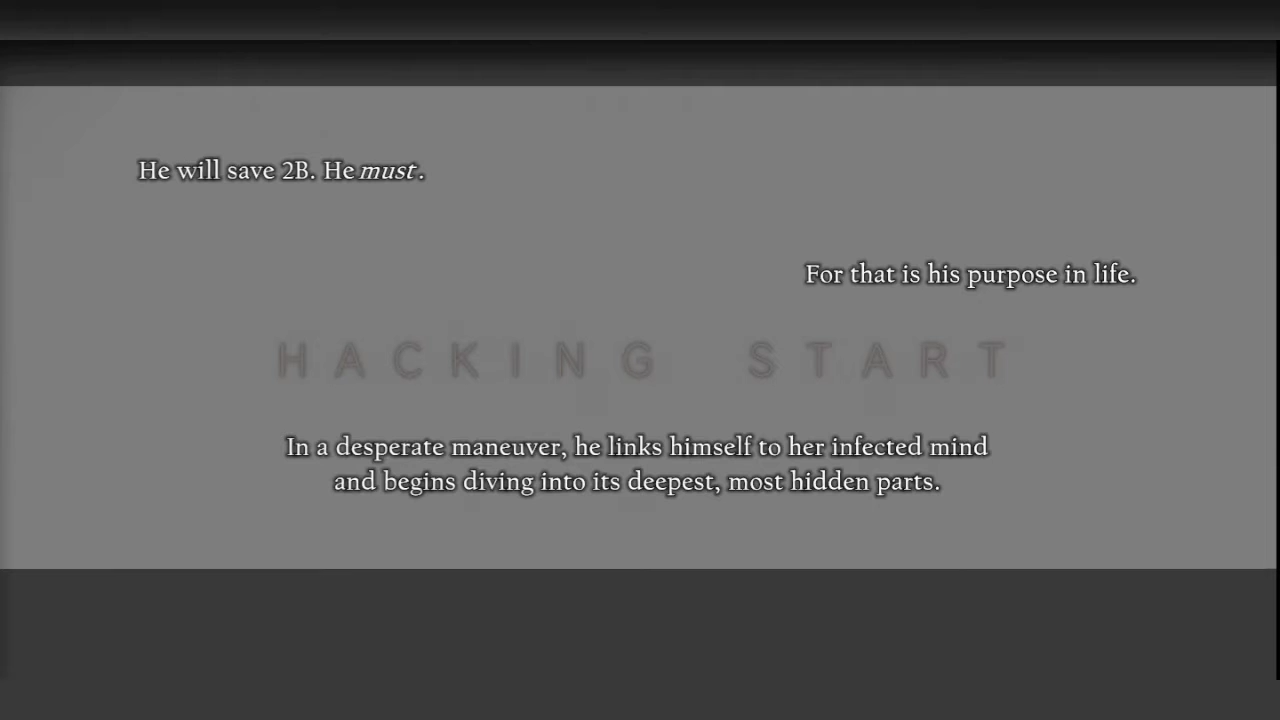 He will save 2B. He must.
For that is his purpose in life.
HACKING START
In a desperate maneuver, he links himself to her infected mind
and begins diving into its deepest, most hidden parts.